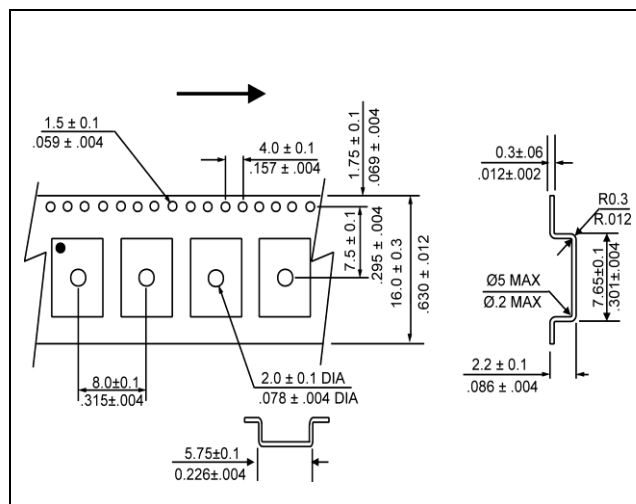 1.5 ± 0.1
.059 ± .004
4.0 ± 0.1
.157 ± .004
1.75 ± 0.1
.069 ± .004
0.3±.06
.012±.002
R0.3
R.012
7.5 ± 0.1
.295 ± .004
16.0 ± 0.3
.630 ± .012
7.65±0.1
.301±.004
Ø5 MAX
Ø.2 MAX
8.0±0.1
.315±.004
2.0 ± 0.1 DIA
.078 ± .004 DIA
2.2 ± 0.1
.086 ± .004
5.75±0.1
0.226±.004